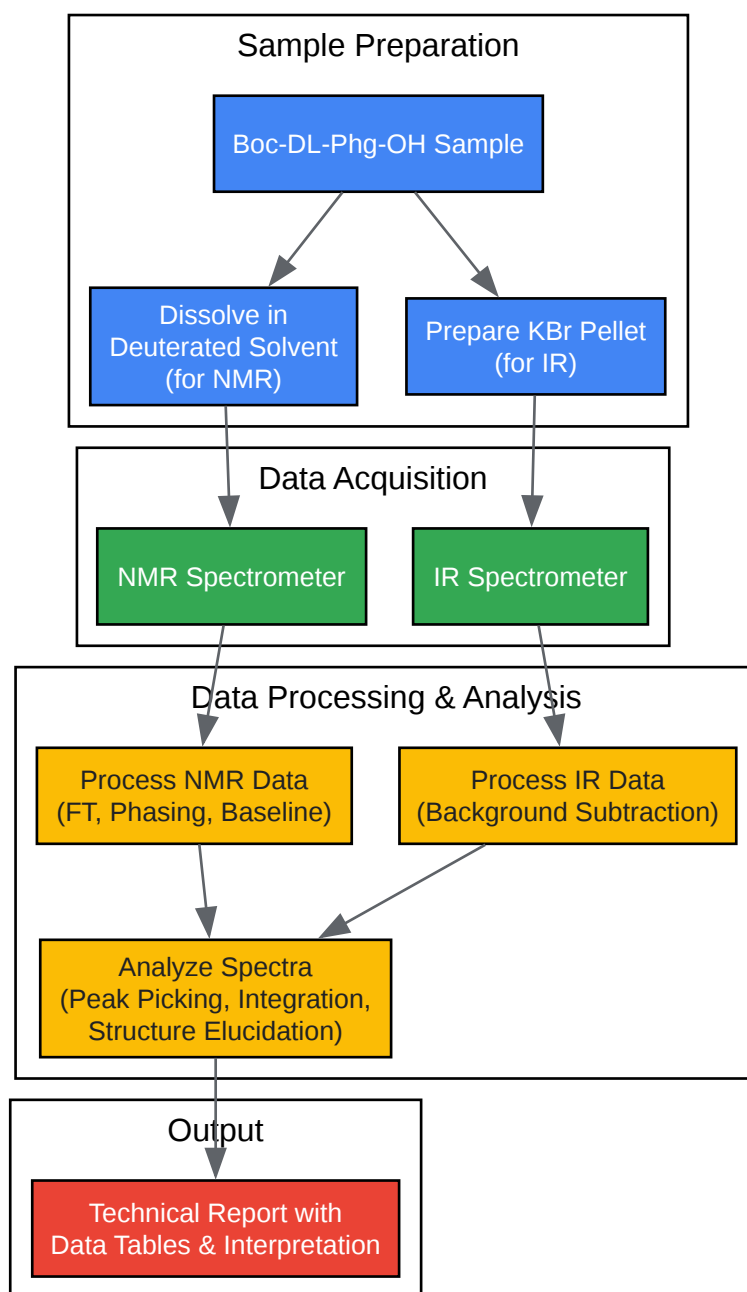 Sample Preparation
Boc-DL-Phg-OH Sample
Dissolve in
Deuterated Solvent
(for NMR)
Prepare KBr Pellet
(for IR)
Data Acquisition
NMR Spectrometer
IR Spectrometer
Data Processing & Analysis
Process NMR Data
(FT, Phasing, Baseline)
Process IR Data
(Background Subtraction)
Analyze Spectra
(Peak Picking, Integration,
Structure Elucidation)
Output
Technical Report with
Data Tables & Interpretation